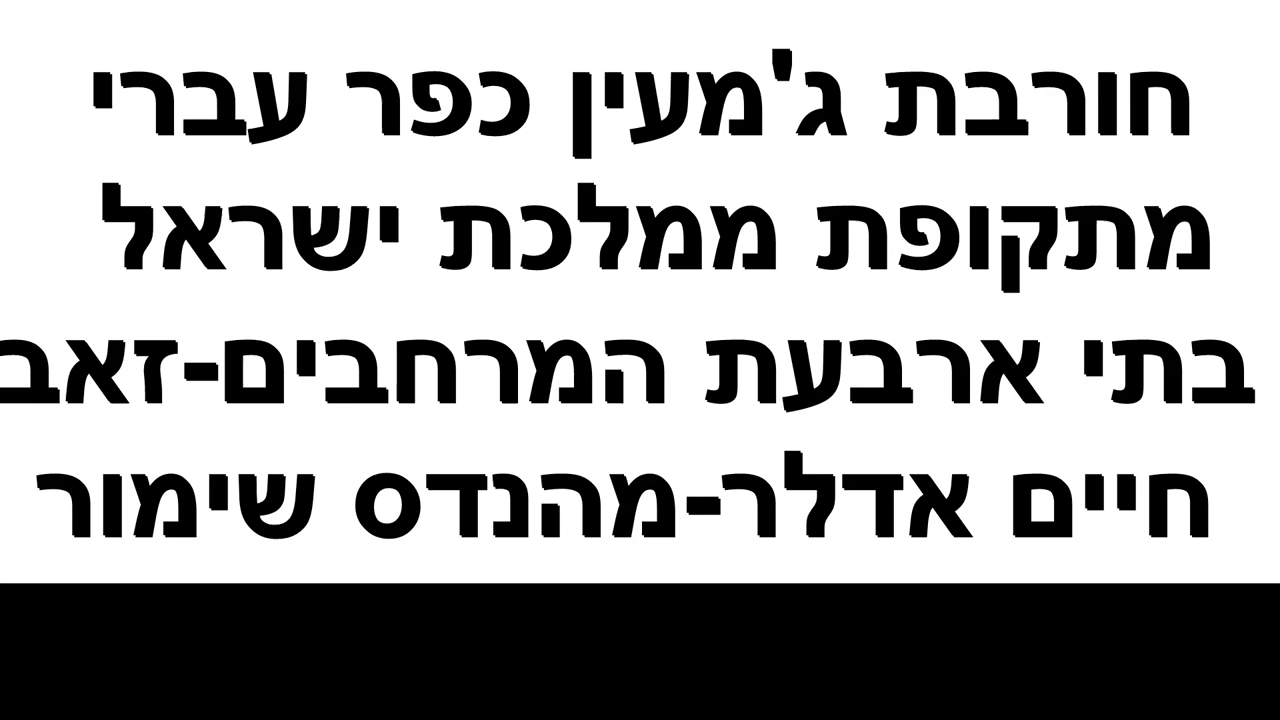 חורבת ג'מעין כפר עברי
מתקופת ממלכת ישראל
בתי ארבעת המרחבים-זאב
חיים אדלר-מהנדס שימור